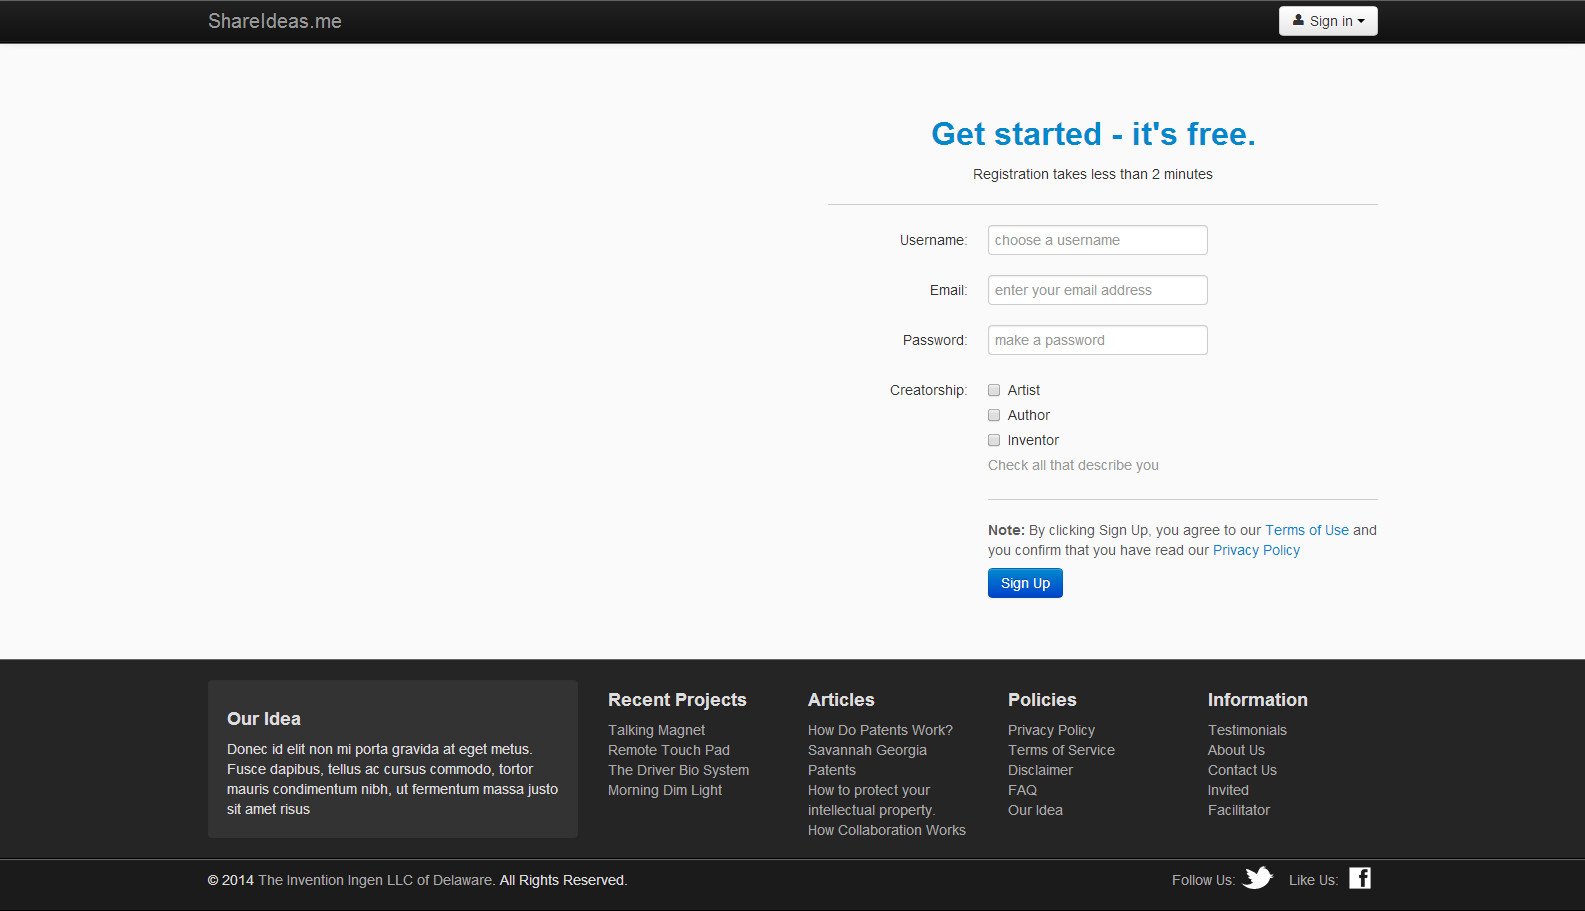 ShareIdeas.me
Sign in
Get started - it's free.
Registration takes less than 2 minutes
Username:
choose a username
Email:
enter your email address
Password:
make a password
Creatorship:
Artist
Author
Inventor
Check all that describe you
Note: By clicking Sign Up, you agree to our Terms of Use and
you confirm that you have read our Privacy Policy
Sign Up
Our Idea
Donec id elit non mi porta gravida at eget metus.
Fusce dapibus, tellus ac cursus commodo, tortor
mauris condimentum nibh, ut fermentum massa justo
sit amet risus
Recent Projects
Talking Magnet
Remote Touch Pad
The Driver Bio System
Morning Dim Light
Articles
How Do Patents Work?
Savannah Georgia
Patents
How to protect your
intellectual property.
How Collaboration Works
Policies
Privacy Policy
Terms of Service
Disclaimer
FAQ
Our Idea
Information
Testimonials
About Us
Contact Us
Invited
Facilitator
© 2014 The Invention Ingen LLC of Delaware. All Rights Reserved.
Follow Us:
Like Us: